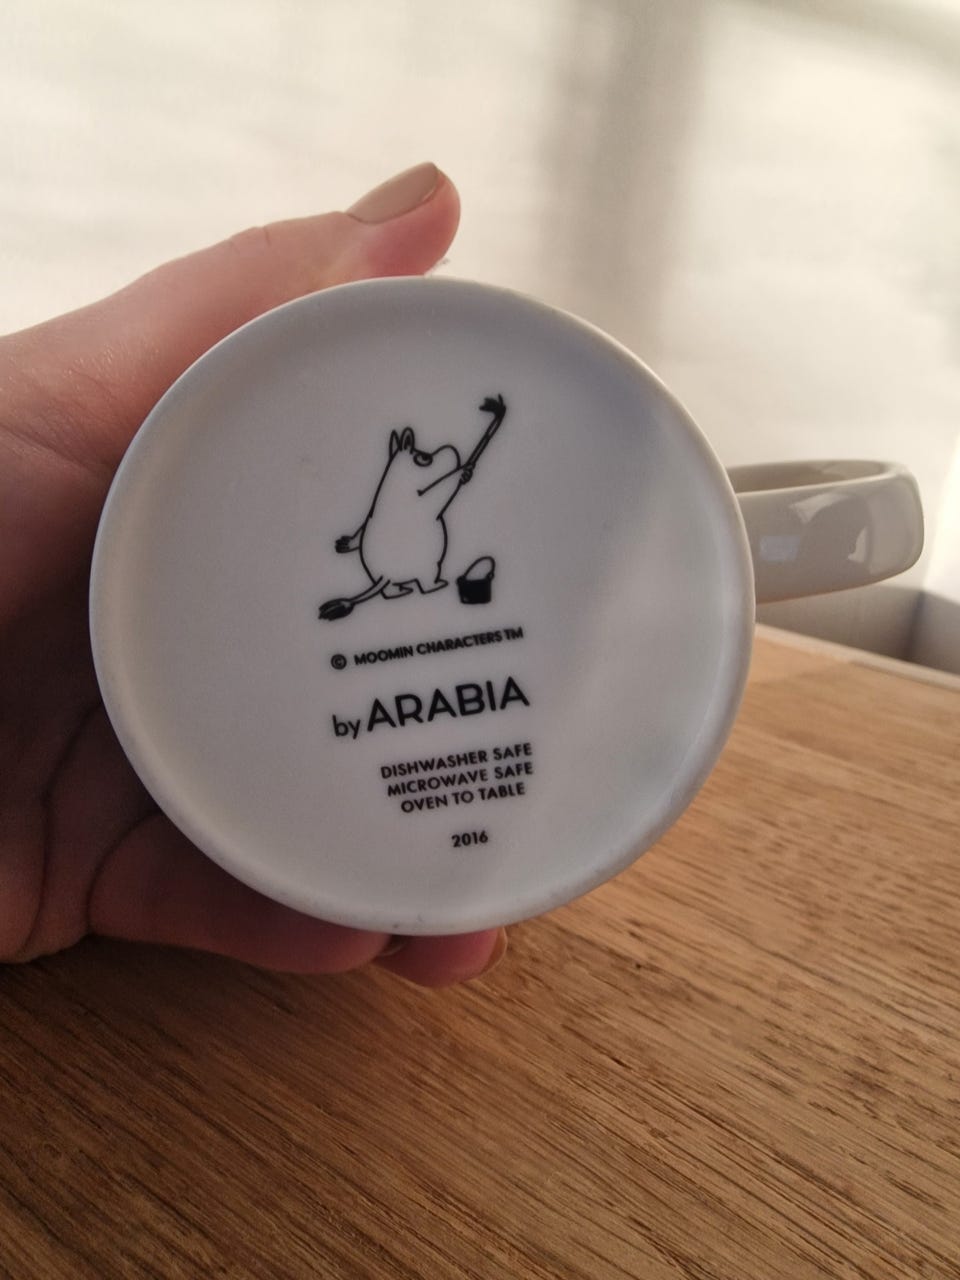 © MOOMIN CHARACTERS TM
by ARABIA
DISHWASHER SAFE
MICROWAVE SAFE
OVEN TO TABLE
2016